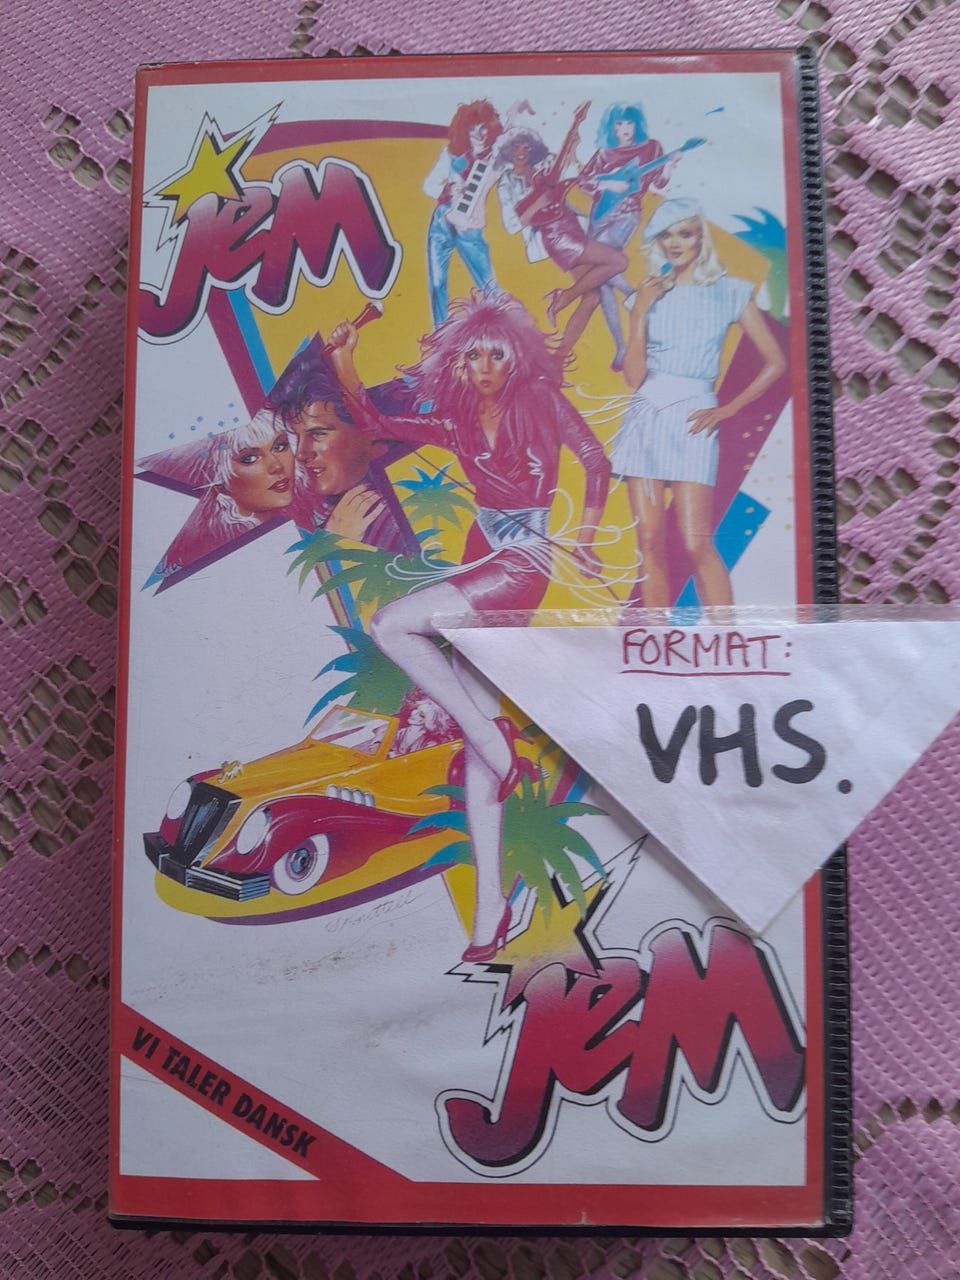 JEM
FORMAT:
VHS.
JEM
VI TALER DANSK